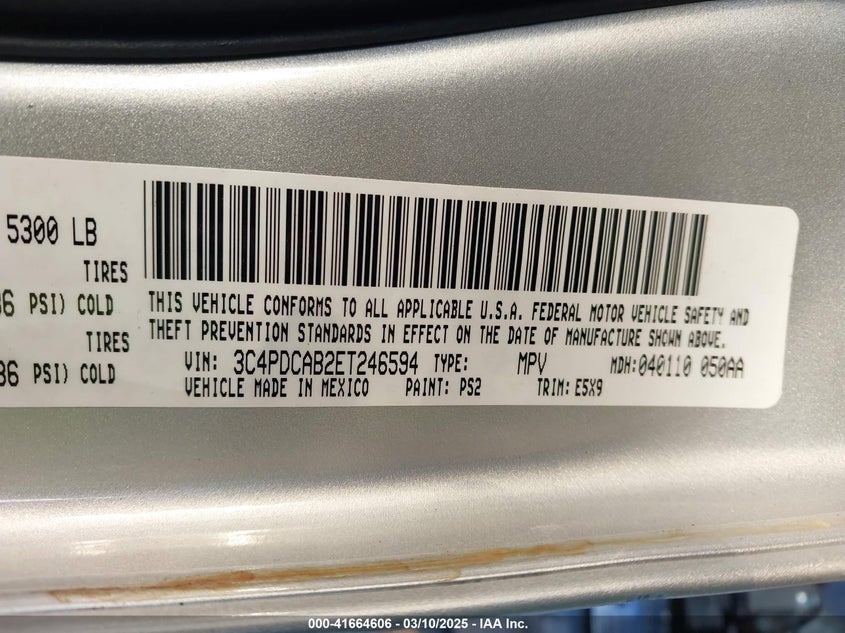 5300 LB
TIRES
36 PSI) COLD
TIRES
36 PSI) COLD
THIS VEHICLE CONFORMS TO ALL APPLICABLE U.S.A. FEDERAL MOTOR VEHICLE SAFETY AND
THEFT PREVENTION STANDARDS IN EFFECT ON THE DATE OF MANUFACTURE SHOWN ABOVE.
VIN: 3C4PDCAB2ET246594 TYPE: MPV MDH:040110 050AA
VEHICLE MADE IN MEXICO PAINT: PS2 TRIM: E5X9
000-41664606 - 03/10/2025 - IAA Inc.